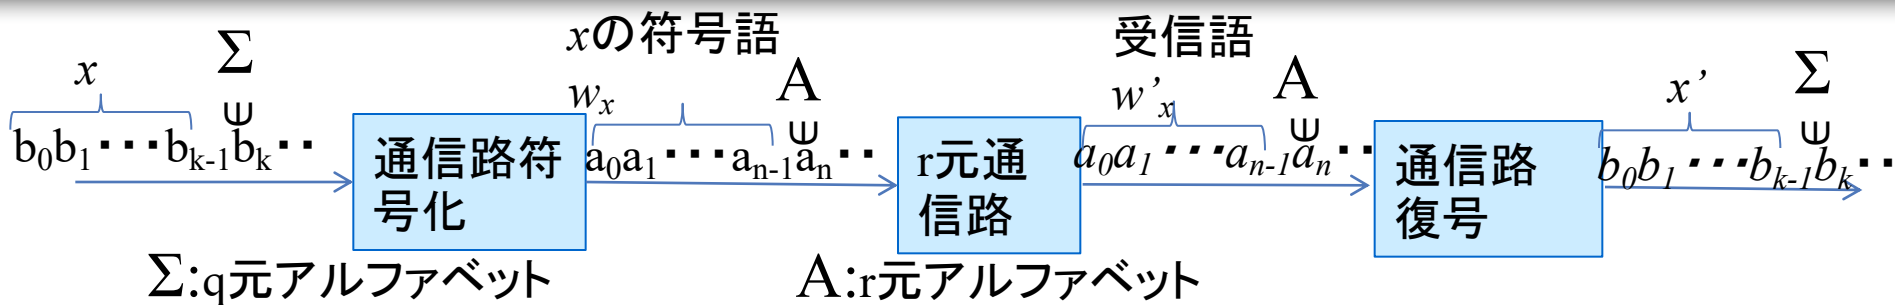 x
Σ
∈
b0b1・・・bk-1bk・・
通信路符
号化
xの符号語
wx
A
∈
a0a1・・・an-1an・・
r元通
信路
受信語
w'x
A
∈
a0a1・・・an-1an・・
通信路
復号
x'
Σ
∈
b0b1・・・bk-1bk・・
Σ:q元アルファベット
A:r元アルファベット